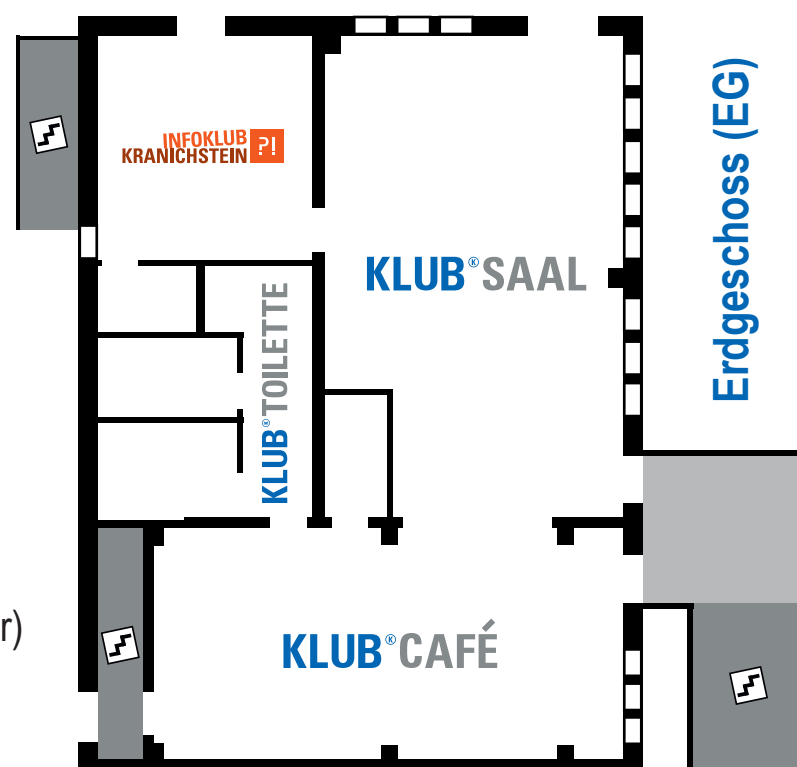 INFOKLUB
KRANICHSTEIN ?!
KLUB®SAAL
Erdgeschoss (EG)
KLUB®TOILETTE
r)
KLUB®CAFÉ